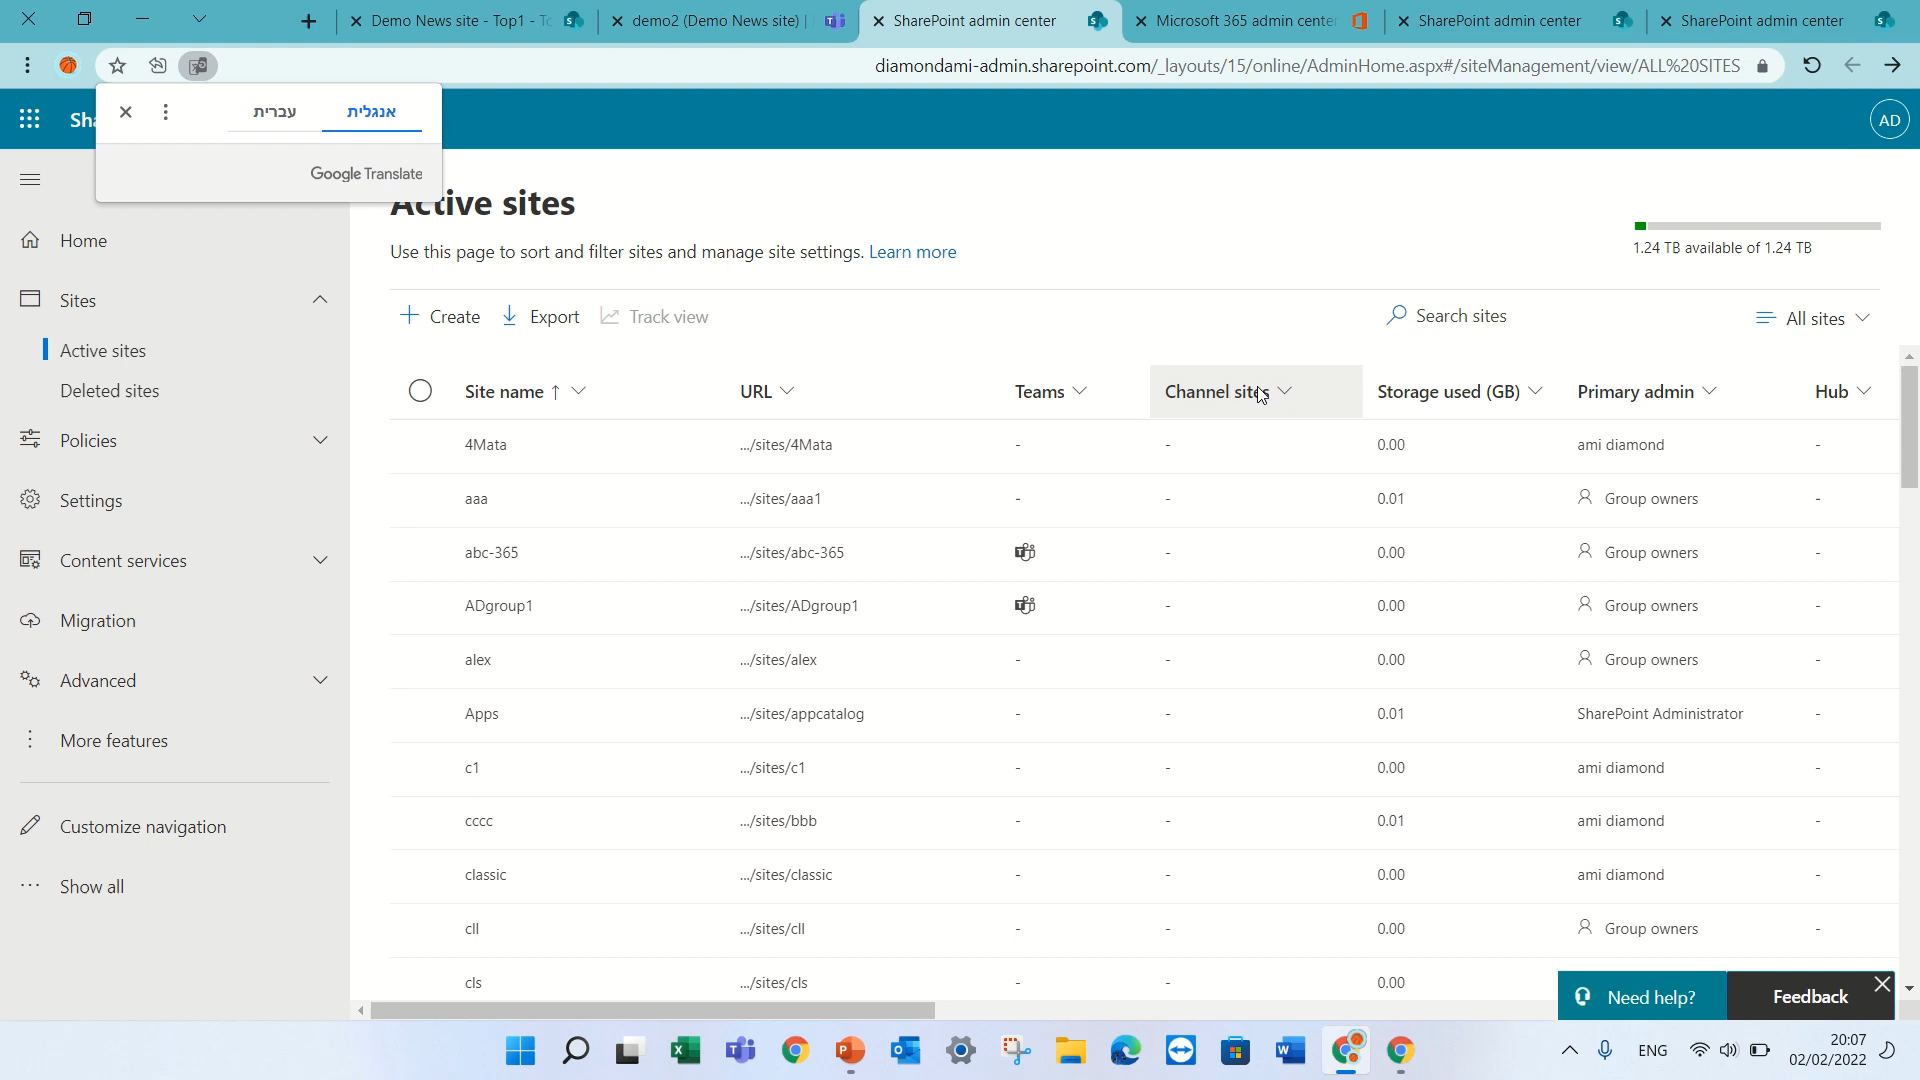 Demo News site - Top1 - To
demo2 (Demo News site) |
SharePoint admin center
Microsoft 365 admin center
SharePoint admin center
SharePoint admin center
diamondami-admin.sharepoint.com/_layouts/15/online/AdminHome.aspx#/siteManagement/view/ALL%20SITES
עברית
אנגלית
Google Translate
AD
Active sites
Use this page to sort and filter sites and manage site settings. Learn more
1.24 TB available of 1.24 TB
Home
Sites
Active sites
Deleted sites
Policies
Settings
Content services
Migration
Advanced
More features
Customize navigation
Show all
Create Export Track view Search sites All sites
Site name ↑ URL Teams Channel sites Storage used (GB) Primary admin Hub
4Mata .../sites/4Mata - - 0.00 ami diamond -
aaa .../sites/aaa1 - - 0.01 Group owners -
abc-365 .../sites/abc-365 - 0.00 Group owners -
ADgroup1 .../sites/ADgroup1 - 0.00 Group owners -
alex .../sites/alex - - 0.00 Group owners -
Apps .../sites/appcatalog - - 0.01 SharePoint Administrator -
c1 .../sites/c1 - - 0.00 ami diamond -
cccc .../sites/bbb - - 0.01 ami diamond -
classic .../sites/classic - - 0.00 ami diamond -
cll .../sites/cll - - 0.00 Group owners -
cls .../sites/cls - - 0.00
Need help? Feedback
ENG
20:07
02/02/2022